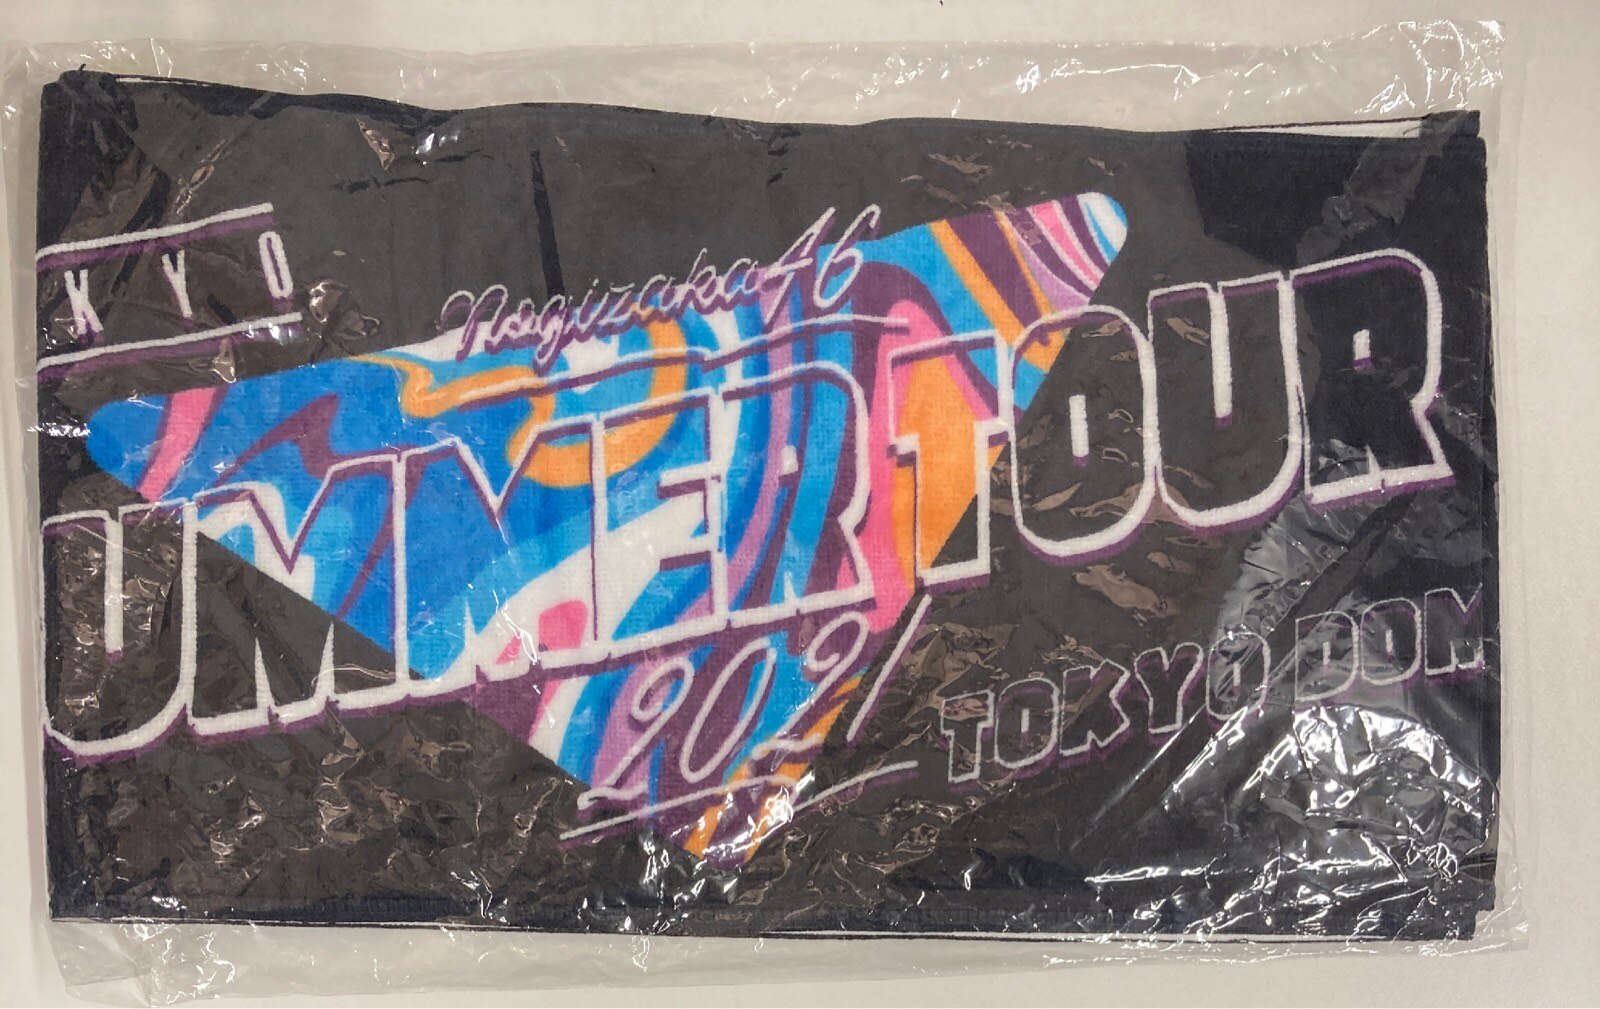 KYO
Nogizaka46
UMMER TOUR
2021
TOKYO DOM